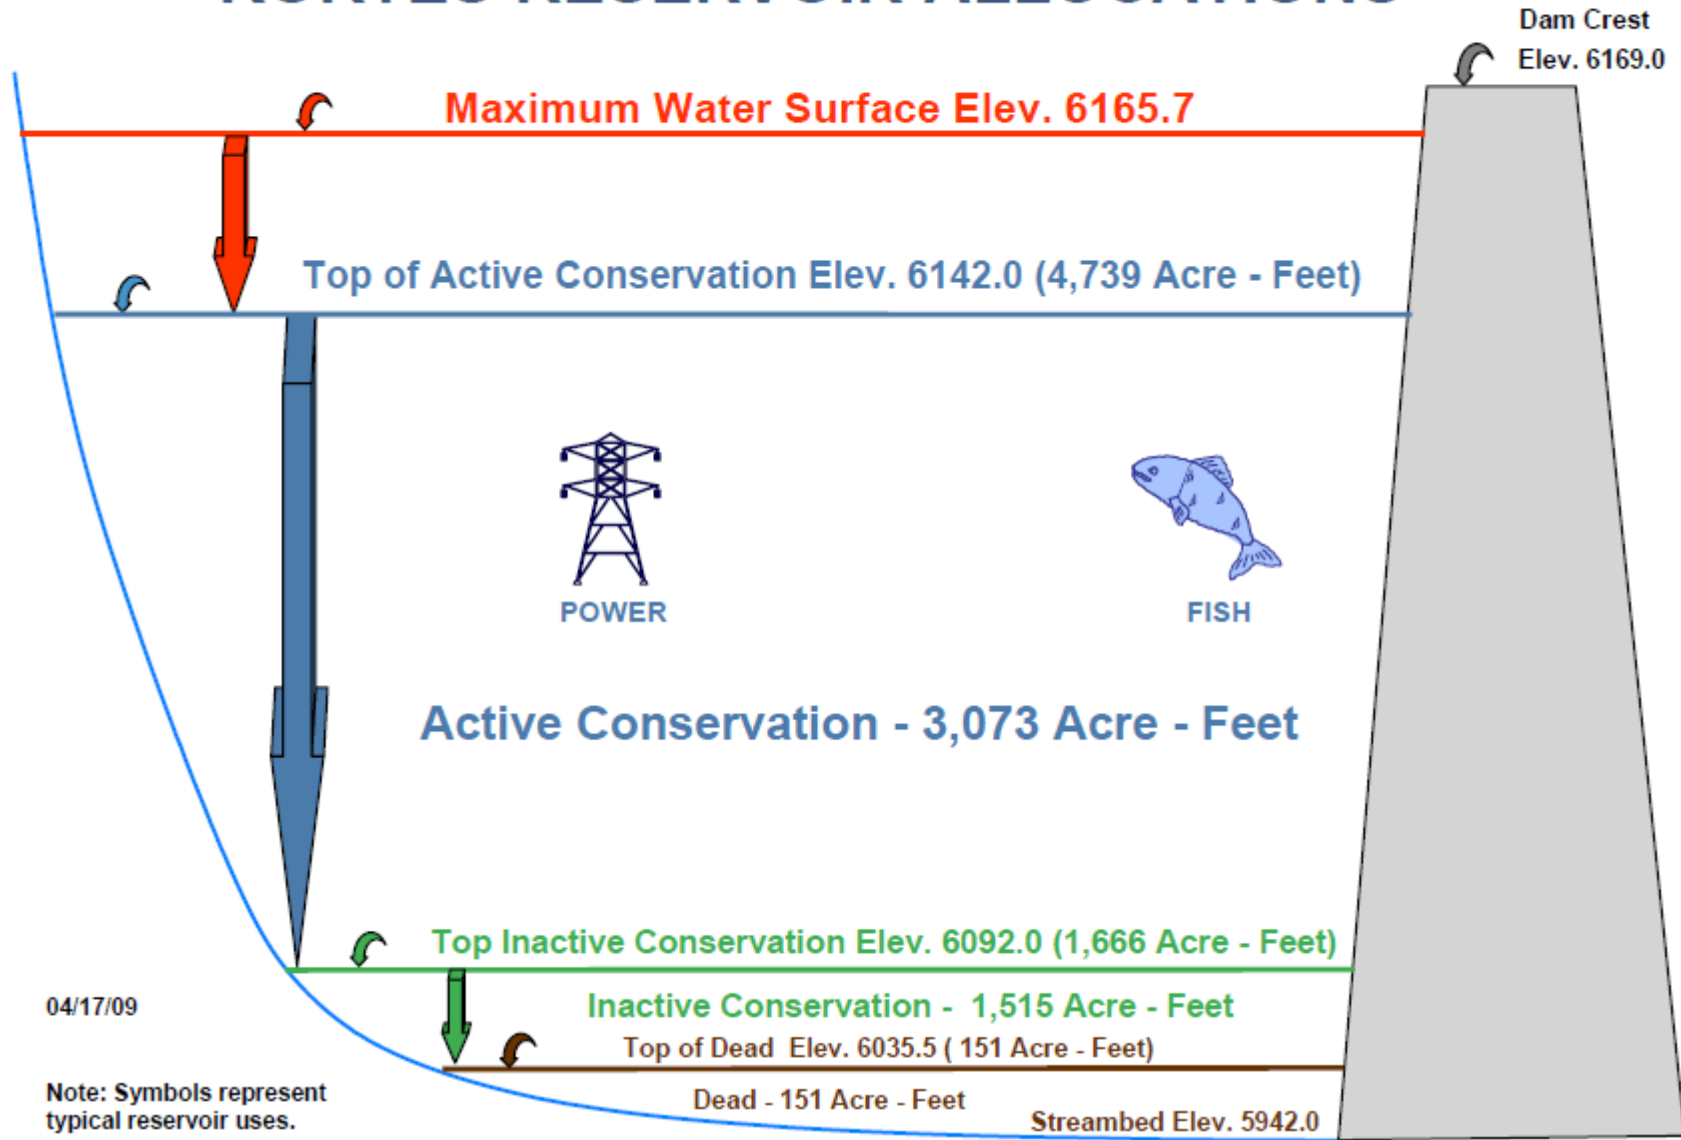 KORTES RESERVOIR ALLOCATIONS
Dam Crest
Elev. 6169.0
Maximum Water Surface Elev. 6165.7
Top of Active Conservation Elev. 6142.0 (4,739 Acre - Feet)
POWER
FISH
Active Conservation - 3,073 Acre - Feet
Top Inactive Conservation Elev. 6092.0 (1,666 Acre - Feet)
04/17/09
Inactive Conservation - 1,515 Acre - Feet
Top of Dead Elev. 6035.5 ( 151 Acre - Feet)
Dead - 151 Acre - Feet
Streambed Elev. 5942.0
Note: Symbols represent
typical reservoir uses.